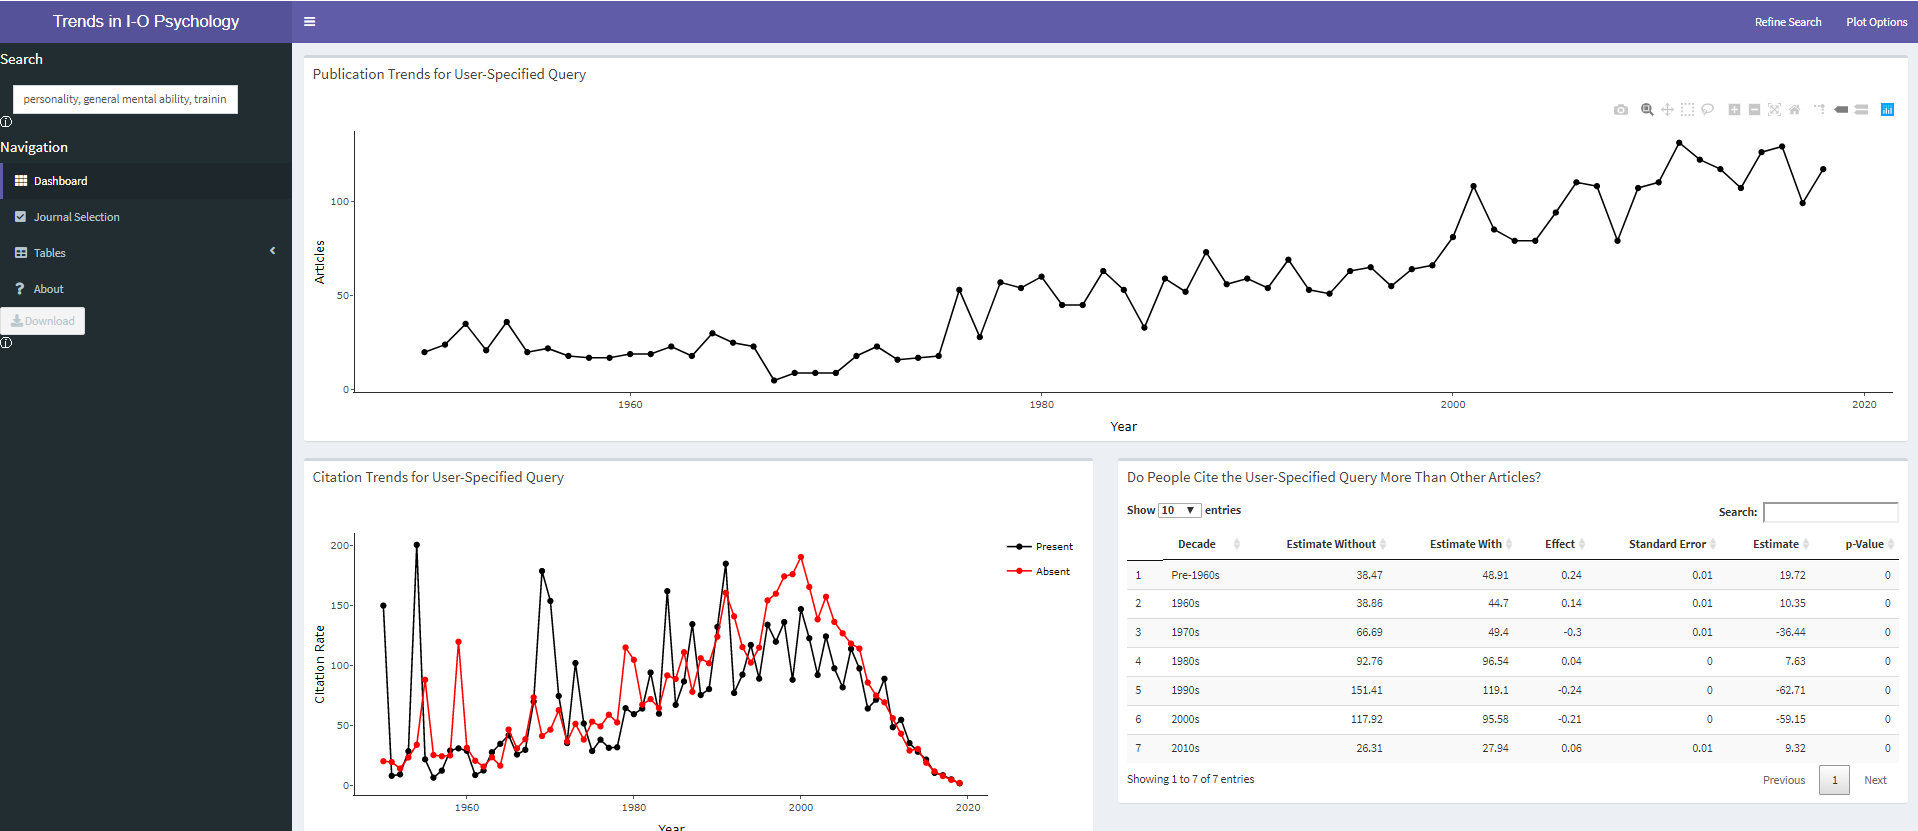 Trends in I-O Psychology
Refine Search
Plot Options
Search
personality, general mental ability, trainin
Navigation
Dashboard
Journal Selection
Tables
About
Download
Publication Trends for User-Specified Query
100
50
0
Articles
1960
1980
2000
2020
Year
Citation Trends for User-Specified Query
200
150
100
50
0
Citation Rate
Present
Absent
1960
1980
2000
2020
Year
Do People Cite the User-Specified Query More Than Other Articles?
Show 10 entries
Search:
Decade Estimate Without Estimate With Effect Standard Error Estimate p-Value
1 Pre-1960s 38.47 48.91 0.24 0.01 19.72 0
2 1960s 38.86 44.7 0.14 0.01 10.35 0
3 1970s 66.69 49.4 -0.3 0.01 -36.44 0
4 1980s 92.76 96.54 0.04 0 7.63 0
5 1990s 151.41 119.1 -0.24 0 -62.71 0
6 2000s 117.92 95.58 -0.21 0 -59.15 0
7 2010s 26.31 27.94 0.06 0.01 9.32 0
Showing 1 to 7 of 7 entries
Previous 1 Next